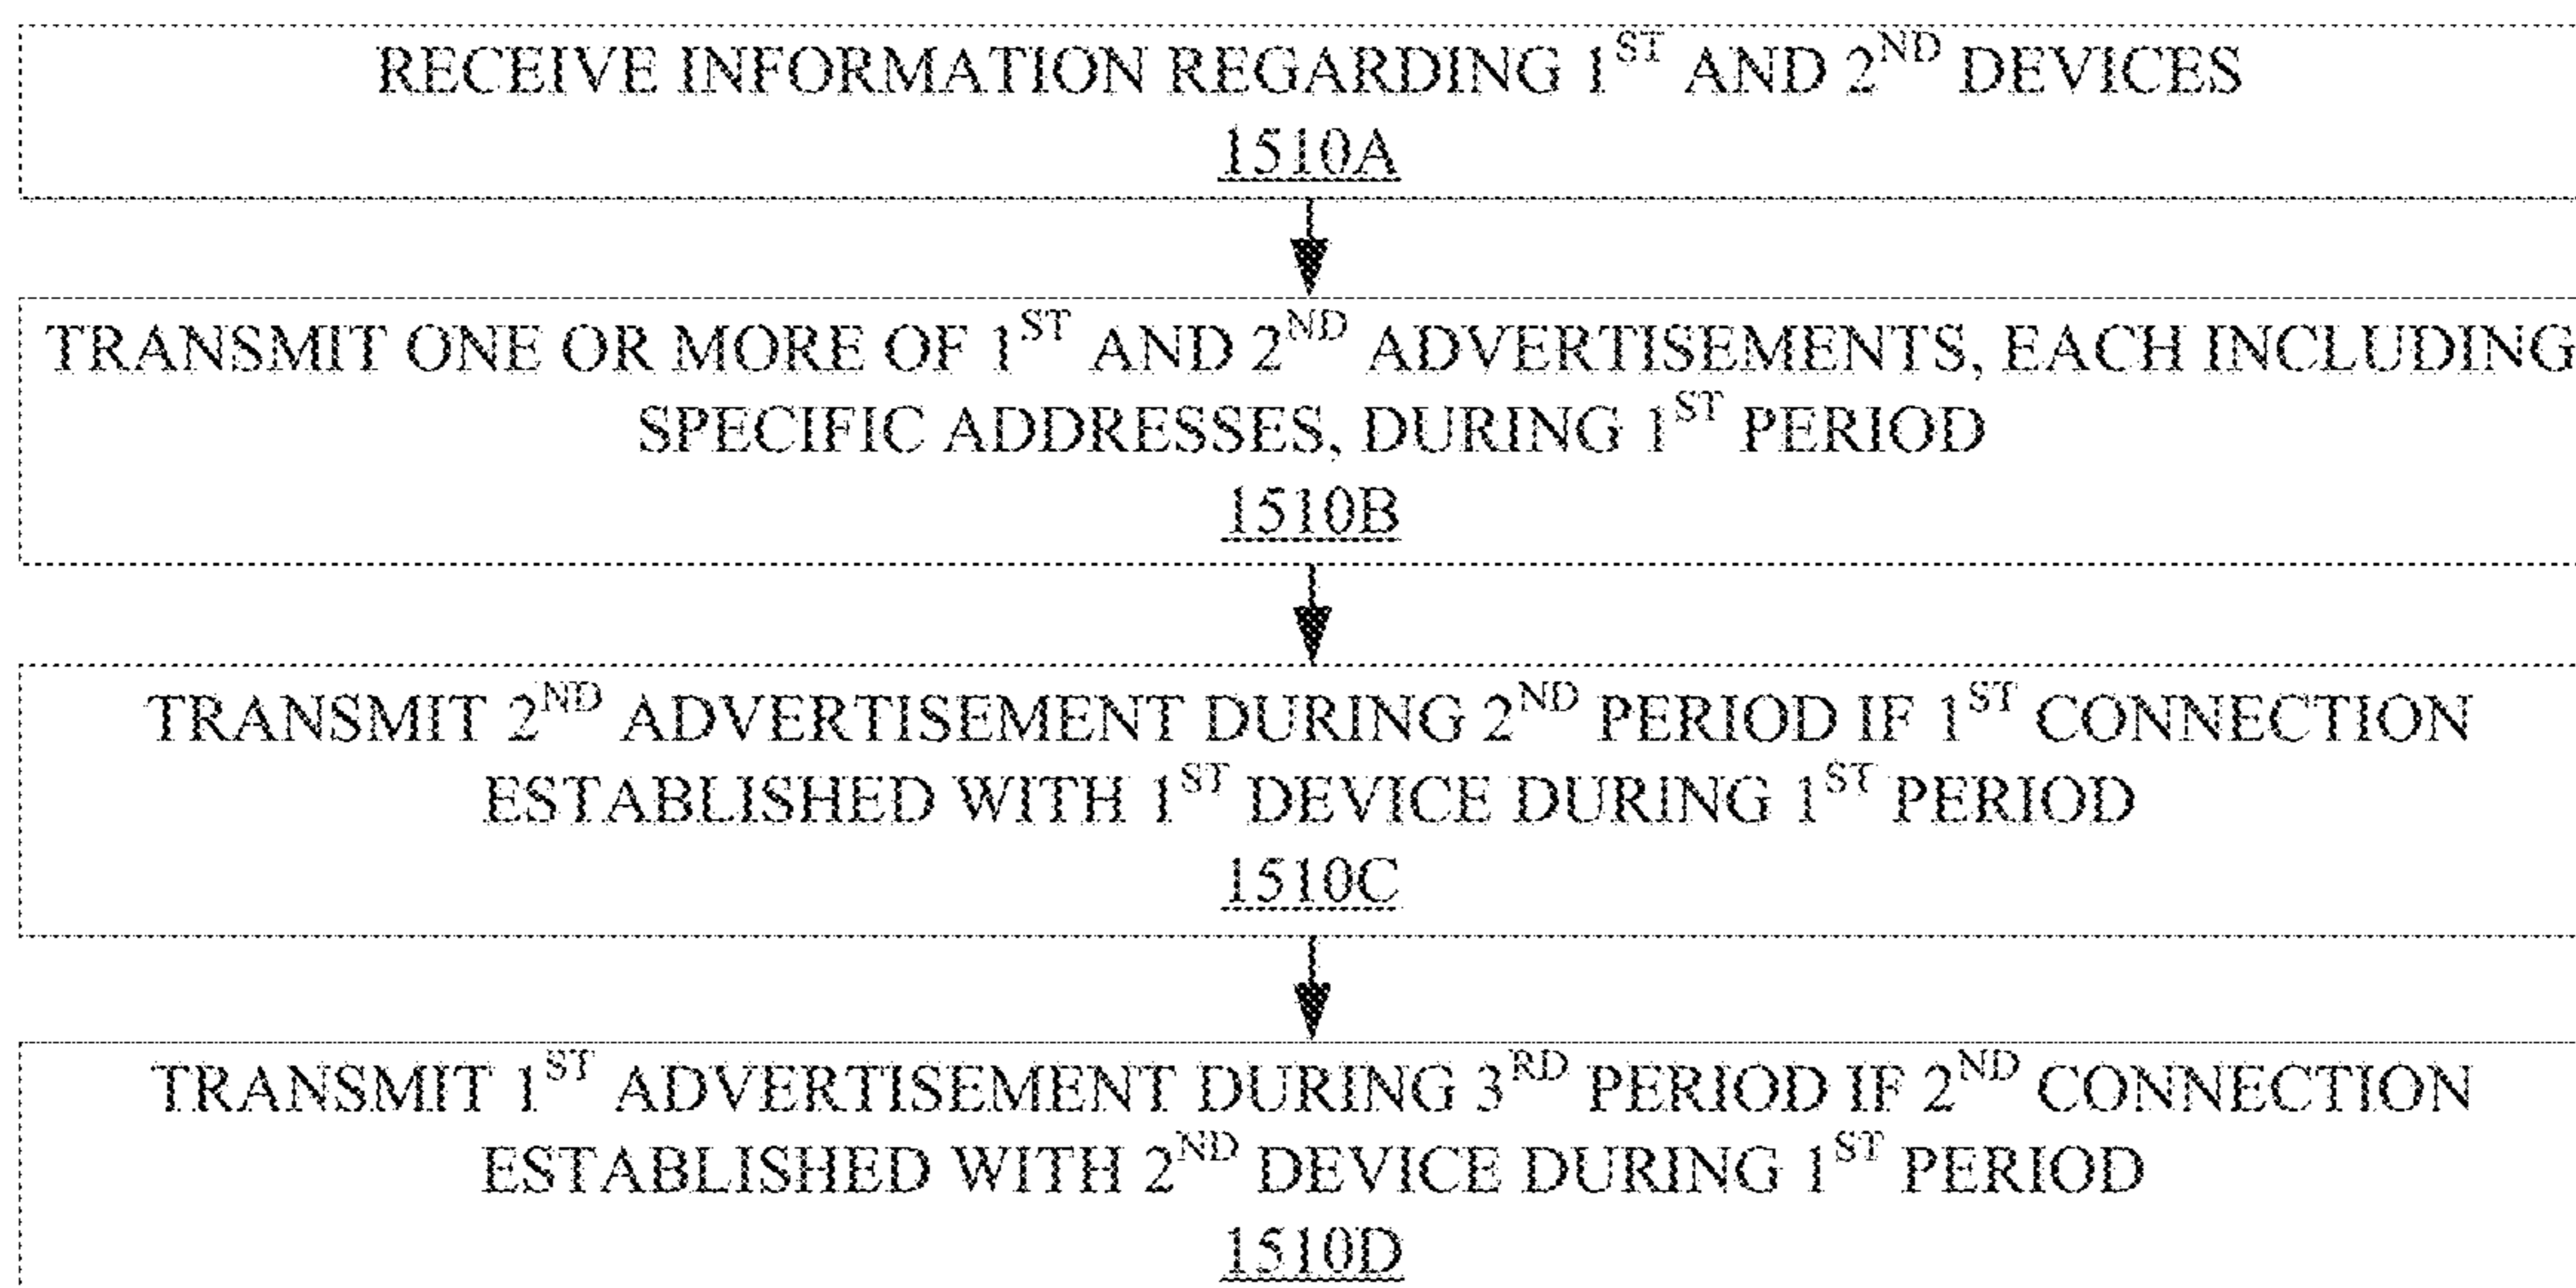 RECEIVE INFORMATION REGARDING 1ST AND 2ND DEVICES
1510A
TRANSMIT ONE OR MORE OF 1ST AND 2ND ADVERTISEMENTS, EACH INCLUDING
SPECIFIC ADDRESSES, DURING 1ST PERIOD
1510B
TRANSMIT 2ND ADVERTISEMENT DURING 2ND PERIOD IF 1ST CONNECTION
ESTABLISHED WITH 1ST DEVICE DURING 1ST PERIOD
1510C
TRANSMIT 1ST ADVERTISEMENT DURING 3RD PERIOD IF 2ND CONNECTION
ESTABLISHED WITH 2ND DEVICE DURING 1ST PERIOD
1510D